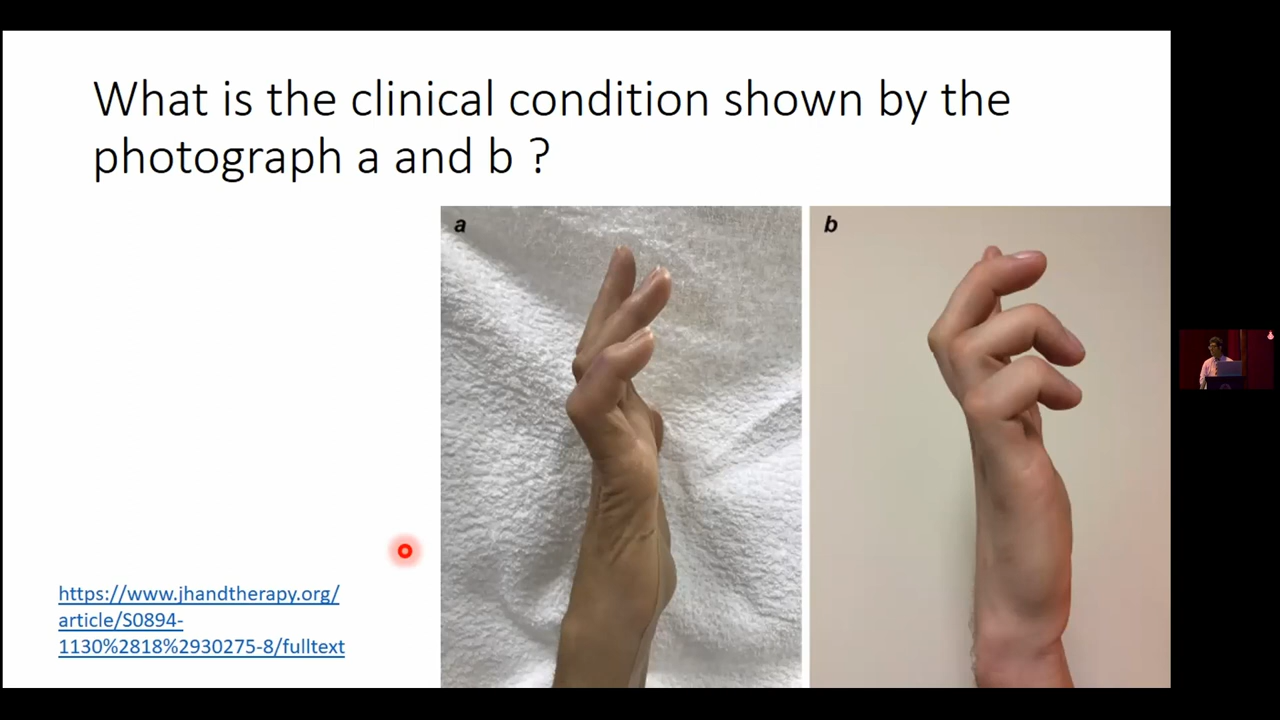 What is the clinical condition shown by the
photograph a and b ?
a
b
https://www.jhandtherapy.org/
article/S0894-
1130%2818%2930275-8/fulltext